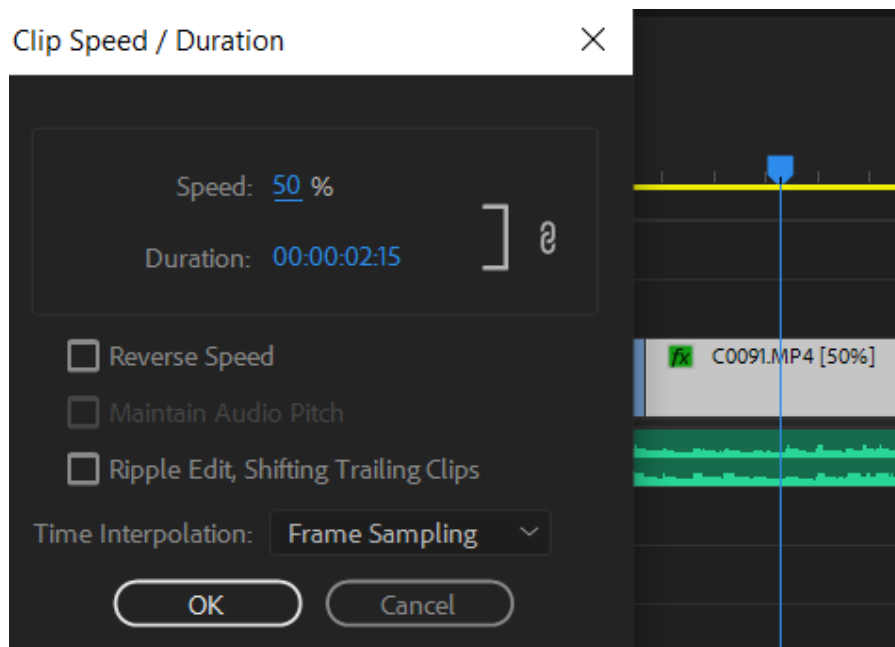 Clip Speed / Duration
Speed: 50 %
Duration: 00:00:02:15
Reverse Speed
Maintain Audio Pitch
Ripple Edit, Shifting Trailing Clips
Time Interpolation: Frame Sampling
OK Cancel
fx C0091.MP4 [50%]